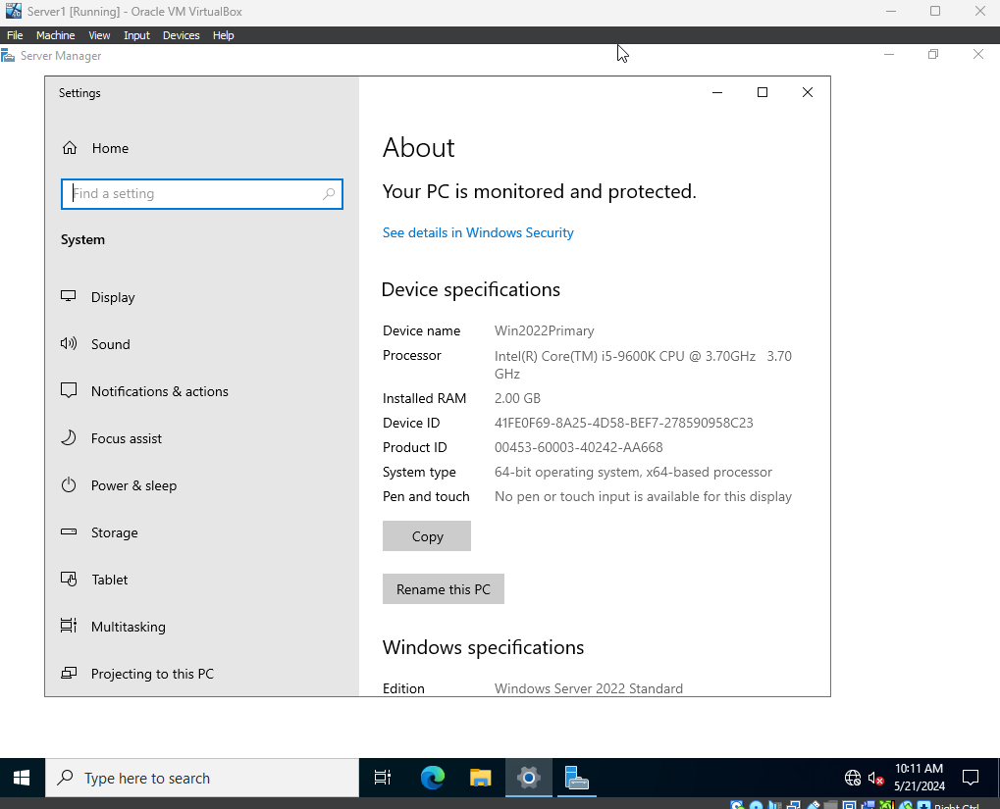 Server1 [Running] - Oracle VM VirtualBox
File Machine View Input Devices Help
Server Manager
Settings
Home
Find a setting
System
Display
Sound
Notifications & actions
Focus assist
Power & sleep
Storage
Tablet
Multitasking
Projecting to this PC
About
Your PC is monitored and protected.
See details in Windows Security
Device specifications
Device name Win2022Primary
Processor Intel(R) Core(TM) i5-9600K CPU @ 3.70GHz 3.70
GHz
Installed RAM 2.00 GB
Device ID 41FE0F69-8A25-4D58-BEF7-278590958C23
Product ID 00453-60003-40242-AA668
System type 64-bit operating system, x64-based processor
Pen and touch No pen or touch input is available for this display
Copy
Rename this PC
Windows specifications
Edition Windows Server 2022 Standard
Type here to search
10:11 AM
5/21/2024
Right Ctrl